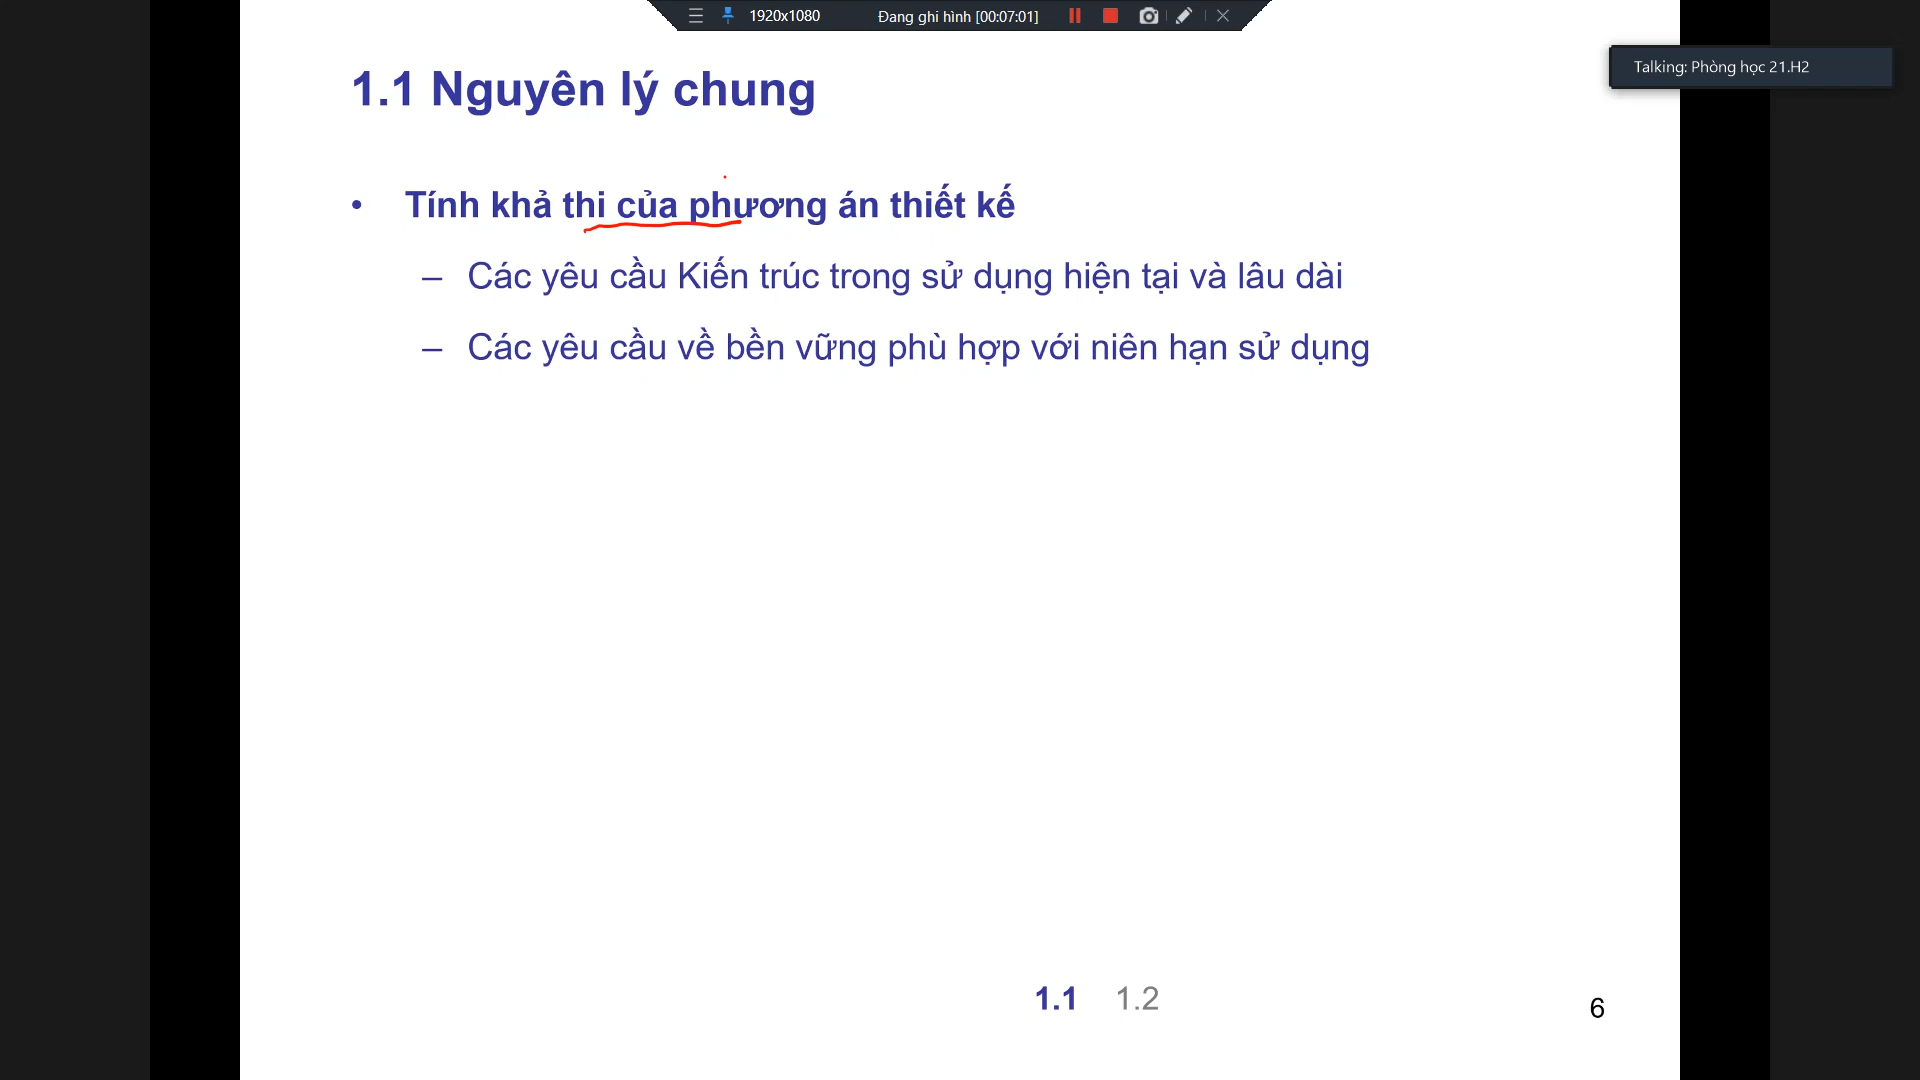 1920x1080 Đang ghi hình [00:07:01]
Talking: Phòng học 21.H2
1.1 Nguyên lý chung
• Tính khả thi của phương án thiết kế
– Các yêu cầu Kiến trúc trong sử dụng hiện tại và lâu dài
– Các yêu cầu về bền vững phù hợp với niên hạn sử dụng
1.1 1.2
6